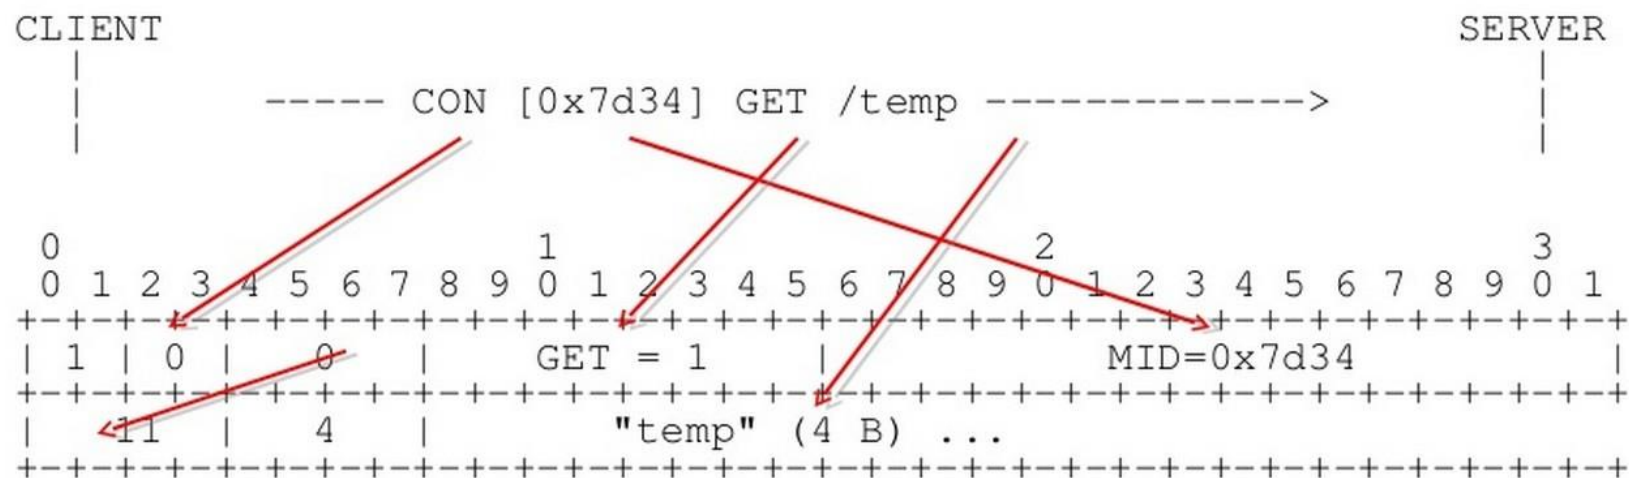 CLIENT SERVER
| |
| ----- CON [0x7d34] GET /temp --------------> |
| |
0 1 2 3
0 1 2 3 4 5 6 7 8 9 0 1 2 3 4 5 6 7 8 9 0 1 2 3 4 5 6 7 8 9 0 1
+-+-+-+-+-+-+-+-+-+-+-+-+-+-+-+-+-+-+-+-+-+-+-+-+-+-+-+-+-+-+-+-+
| 1 | 0 | 0 | GET = 1 | MID=0x7d34 |
+-+-+-+-+-+-+-+-+-+-+-+-+-+-+-+-+-+-+-+-+-+-+-+-+-+-+-+-+-+-+-+-+
| 11 | 4 | "temp" (4 B) ...
+-+-+-+-+-+-+-+-+-+-+-+-+-+-+-+-+-+-+-+-+-+-+-+-+-+-+-+-+-+-+-+-+